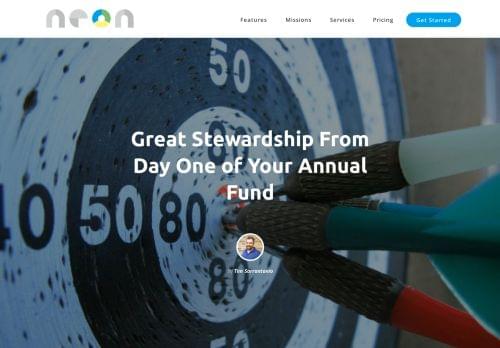 neon
Features Missions Services Pricing Get Started
50
Great Stewardship From
Day One of Your Annual
Fund
40 50 80
80
by Tim Sarrantonio
50